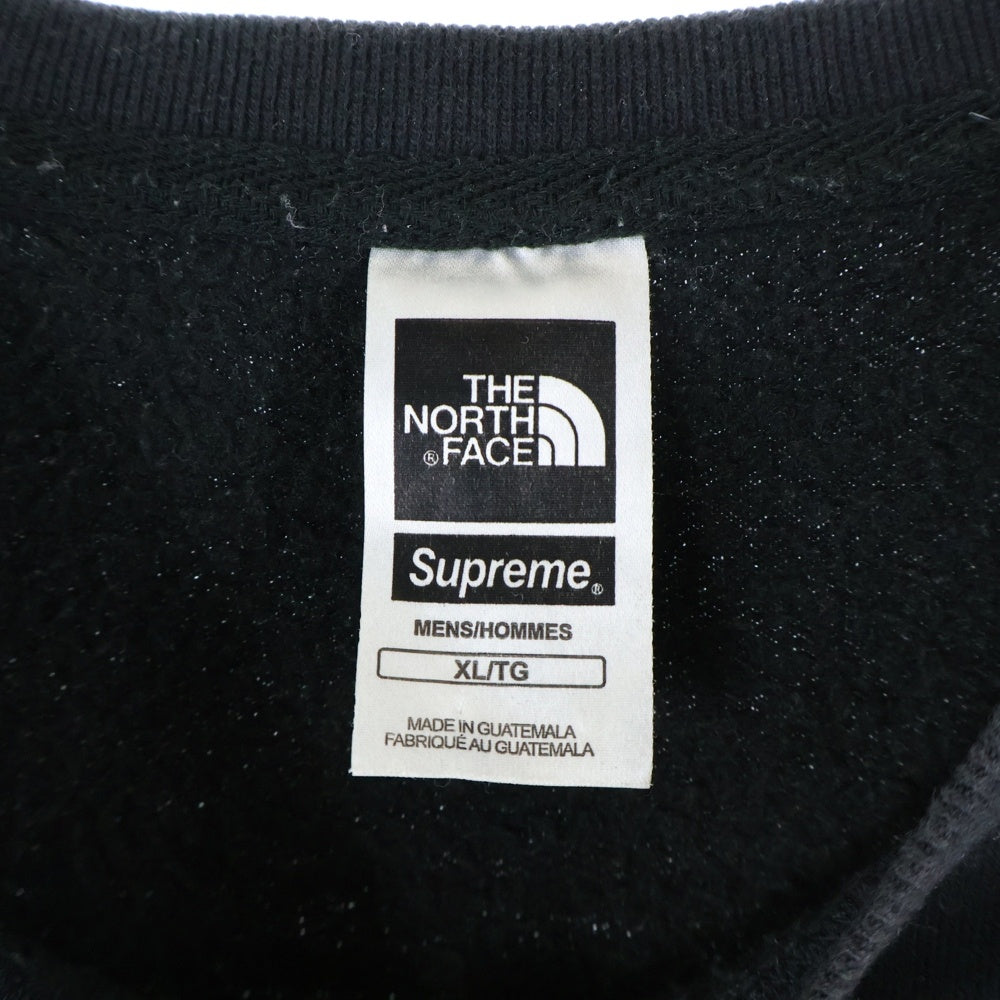 THE
NORTH
® FACE
Supreme®
MENS/HOMMES
XL/TG
MADE IN GUATEMALA
FABRIQUÉ AU GUATEMALA